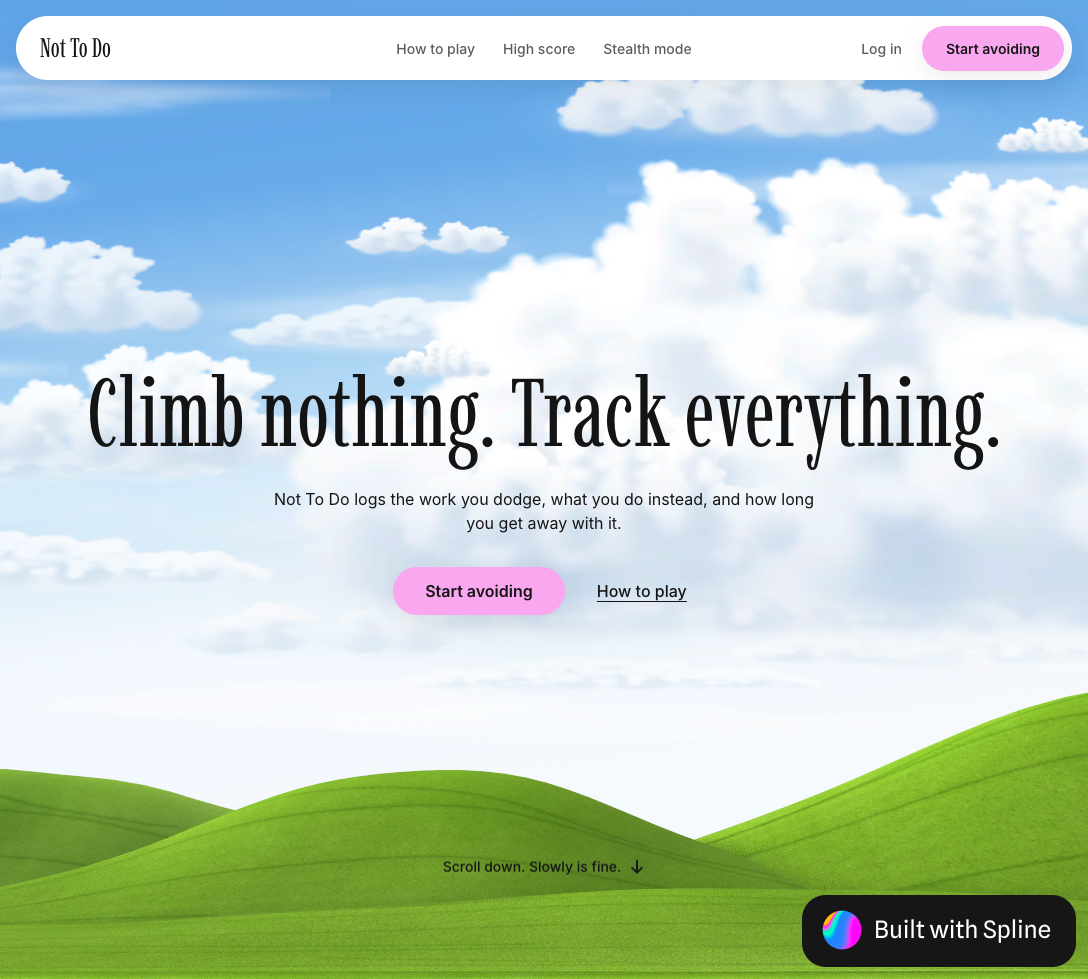 Not To Do
How to play
High score
Stealth mode
Log in
Start avoiding
Climb nothing. Track everything.
Not To Do logs the work you dodge, what you do instead, and how long
you get away with it.
Start avoiding
How to play
Scroll down. Slowly is fine.
Built with Spline